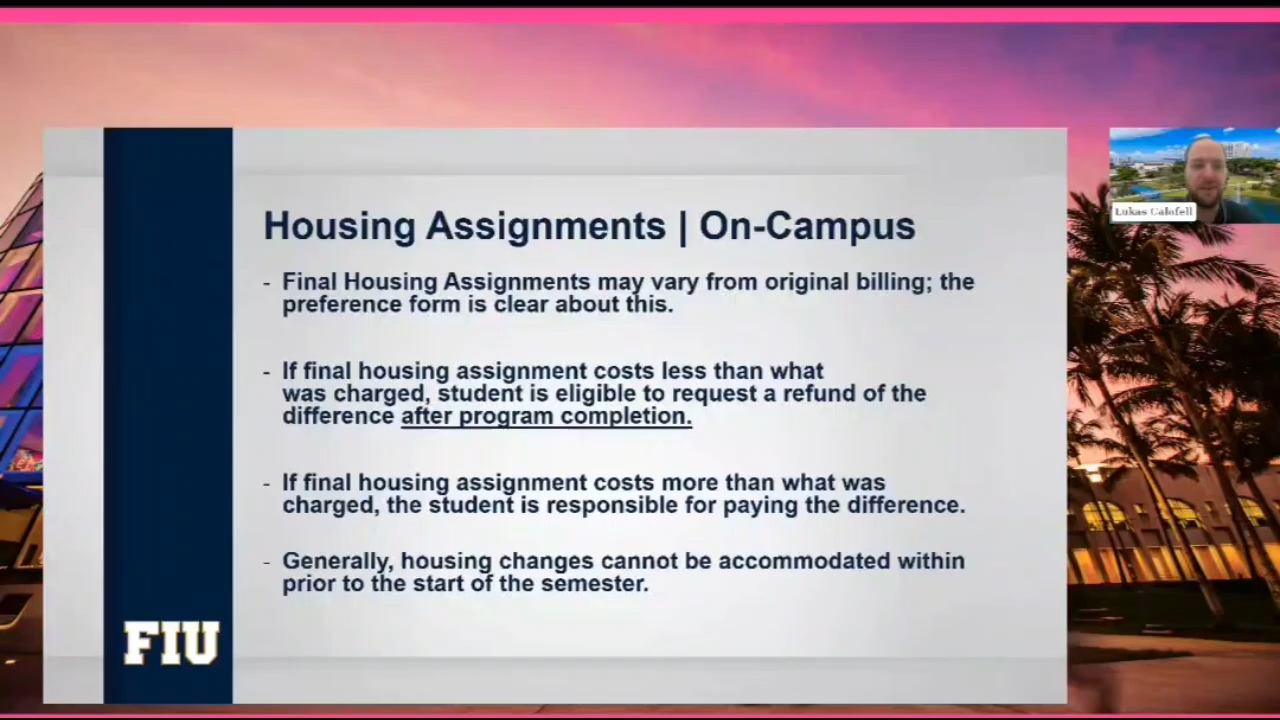 Housing Assignments | On-Campus
- Final Housing Assignments may vary from original billing; the
preference form is clear about this.
- If final housing assignment costs less than what
was charged, student is eligible to request a refund of the
difference after program completion.
- If final housing assignment costs more than what was
charged, the student is responsible for paying the difference.
- Generally, housing changes cannot be accommodated within
prior to the start of the semester.
FIU
Lukas Calofell